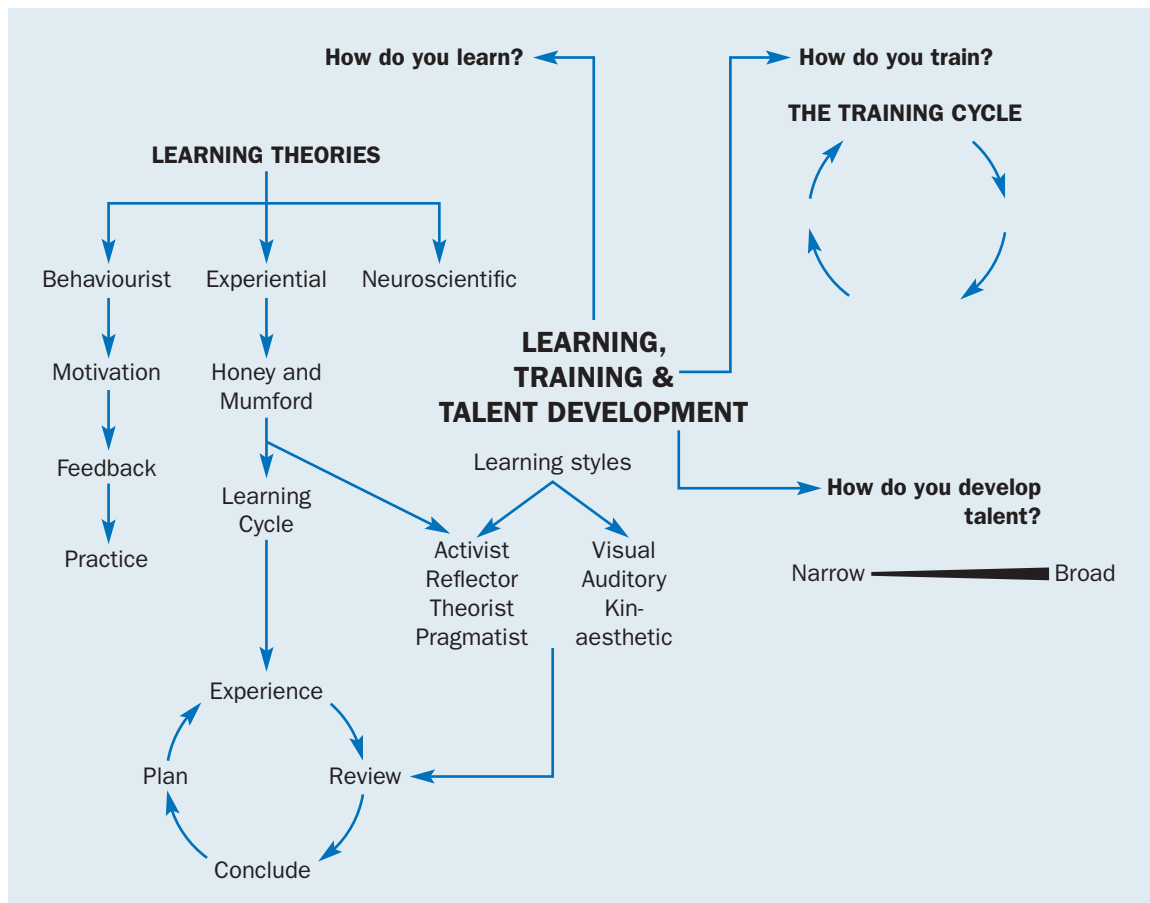 How do you learn?
How do you train?
THE TRAINING CYCLE
LEARNING THEORIES
Behaviourist
Experiential
Neuroscientific
Motivation
Honey and
Mumford
Feedback
Learning
Cycle
Practice
LEARNING,
TRAINING &
TALENT DEVELOPMENT
Learning styles
Activist
Reflector
Theorist
Pragmatist
Visual
Auditory
Kin-
aesthetic
How do you develop
talent?
Narrow
Broad
Experience
Plan
Review
Conclude